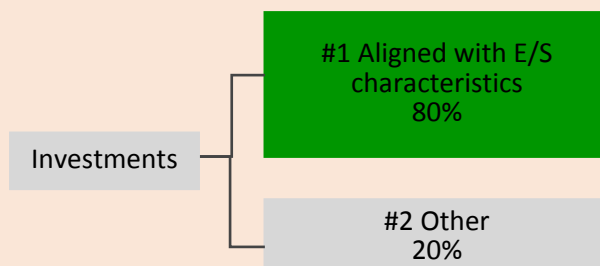 #1 Aligned with E/S
characteristics
80%
Investments
#2 Other
20%